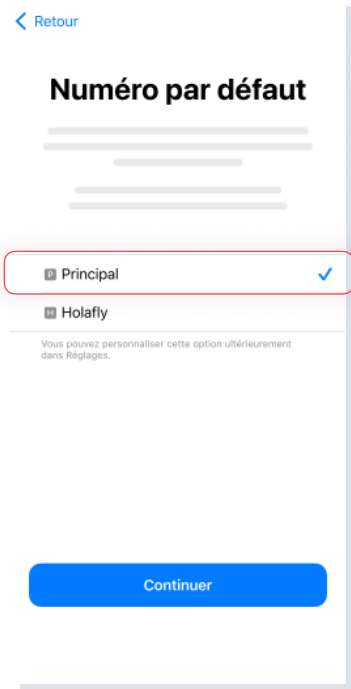 Retour
Numéro par défaut
P Principal
H Holafly
Vous pouvez personnaliser cette option ultérieurement
dans Réglages.
Continuer